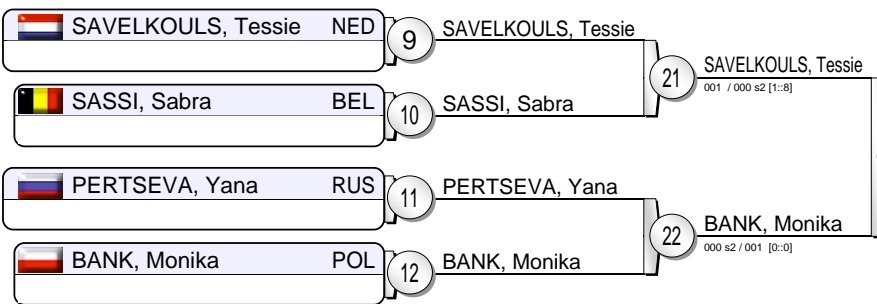 SAVELKOULS, Tessie NED 9 SAVELKOULS, Tessie
21 SAVELKOULS, Tessie
001 / 000 s2 [1::8]
SASSI, Sabra BEL 10 SASSI, Sabra
PERTSEVA, Yana RUS 11 PERTSEVA, Yana
22 BANK, Monika
000 s2 / 001 [0::0]
BANK, Monika POL 12 BANK, Monika